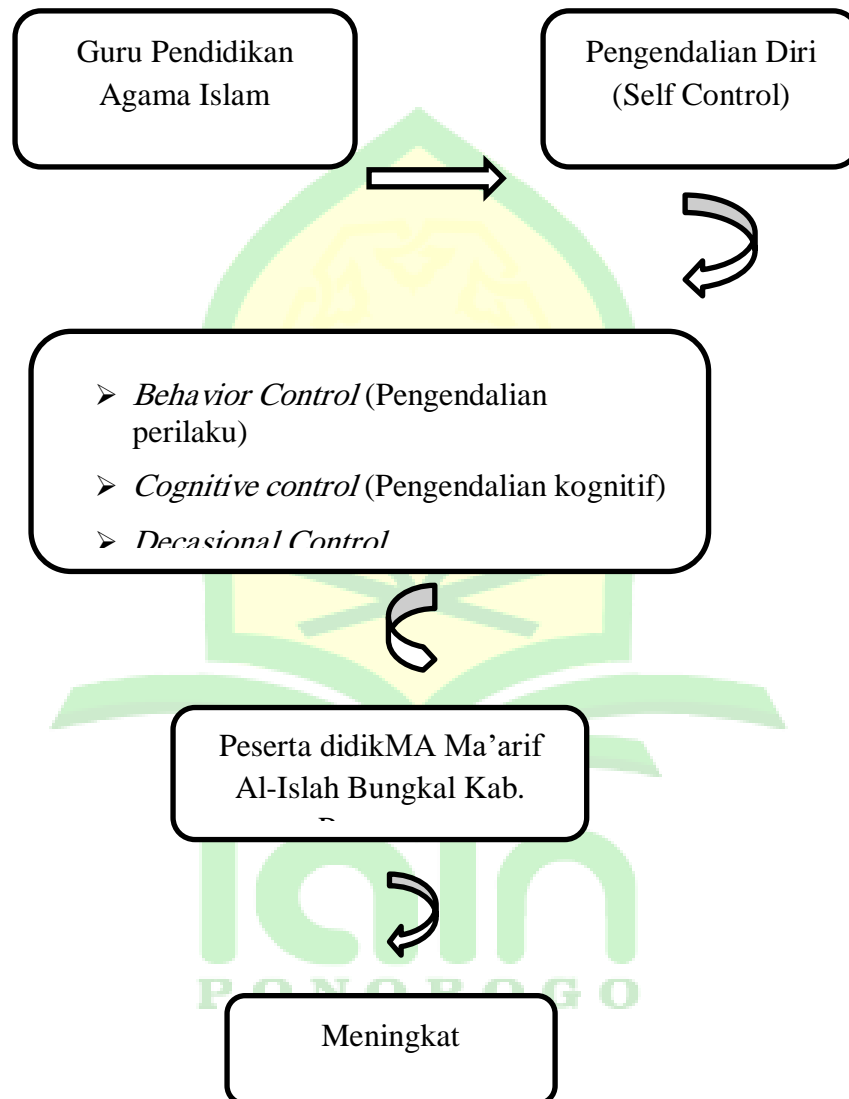 Guru Pendidikan
Agama Islam
Pengendalian Diri
(Self Control)
➢ Behavior Control (Pengendalian
perilaku)
➢ Cognitive control (Pengendalian kognitif)
➢ Decasional Control
Peserta didikMA Ma’arif
Al-Islah Bungkal Kab.
iain
PONOROGO
Meningkat